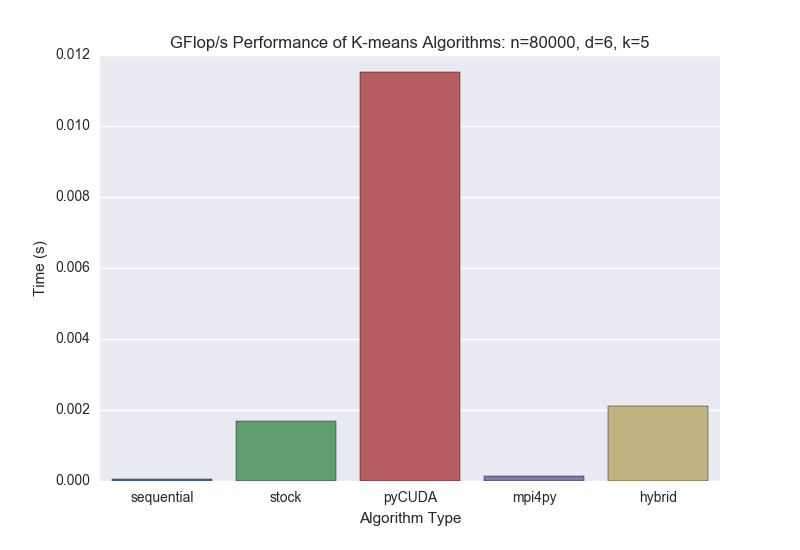 GFlop/s Performance of K-means Algorithms: n=80000, d=6, k=5
0.012
0.010
0.008
0.006
0.004
0.002
0.000
Time (s)
sequential stock pyCUDA mpi4py hybrid
Algorithm Type